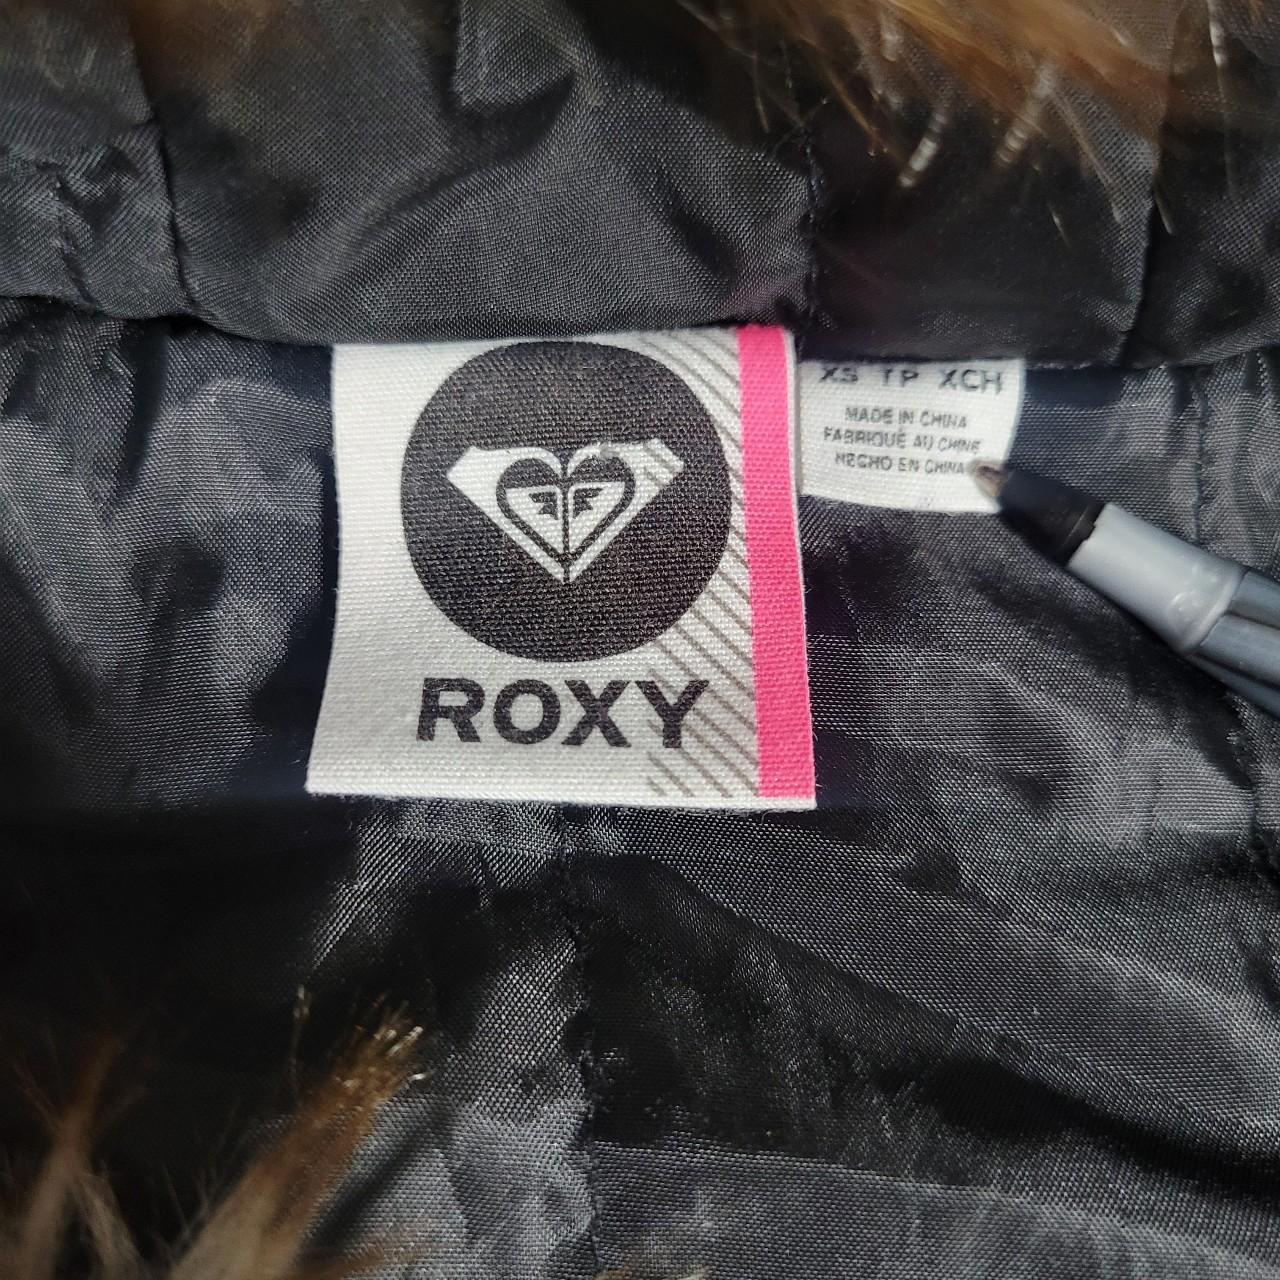 ROXY
XS TP XCH
MADE IN CHINA
FABRIQUÉ AU CHINE
HECHO EN CHINA